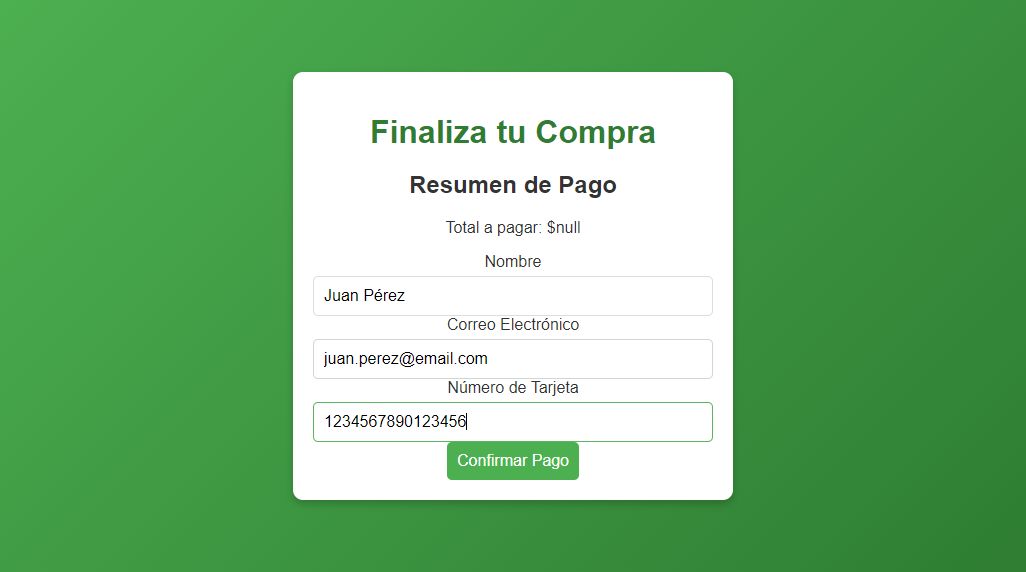 Finaliza tu Compra
Resumen de Pago
Total a pagar: $null
Nombre
Juan Pérez
Correo Electrónico
juan.perez@email.com
Número de Tarjeta
1234567890123456
Confirmar Pago